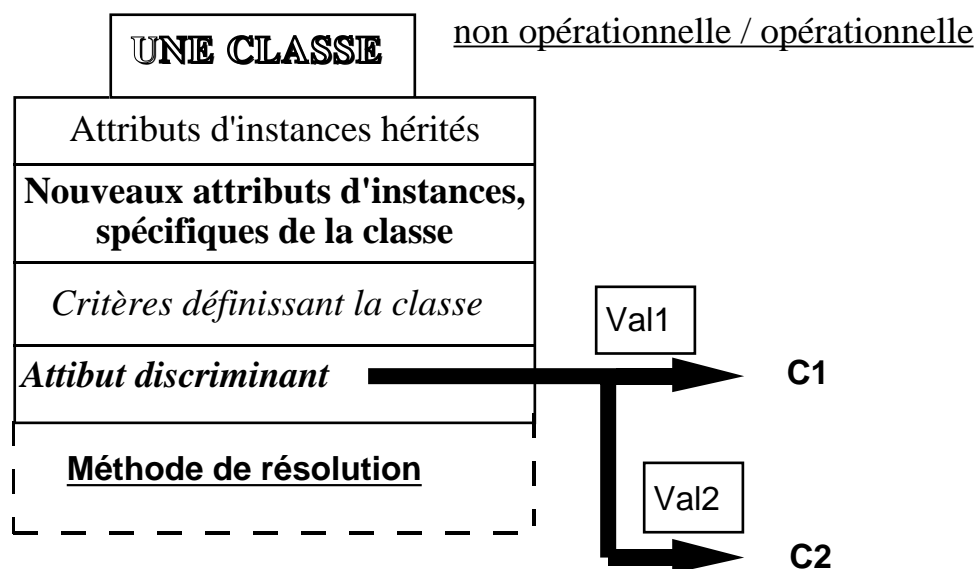 UNE CLASSE
non opérationnelle / opérationnelle
Attributs d'instances hérités
Nouveaux attributs d'instances,
spécifiques de la classe
Critères définissant la classe
Val1
Attibut discriminant
C1
Méthode de résolution
Val2
C2